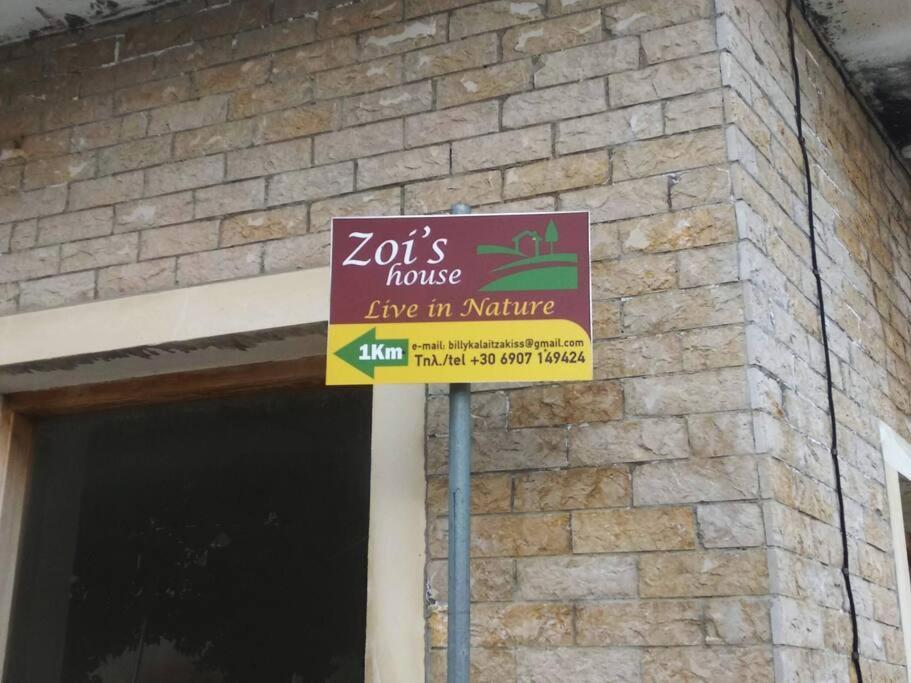 Zoi's
house
Live in Nature
1Km
e-mail: billykalaitzakiss@gmail.com
Τηλ./tel +30 6907 149424